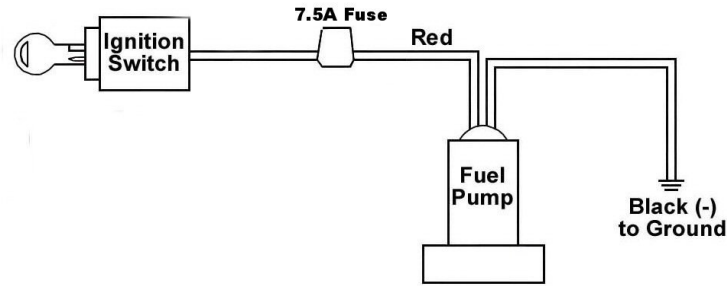 7.5A Fuse
Ignition
Switch
Red
Fuel
Pump
Black (-)
to Ground